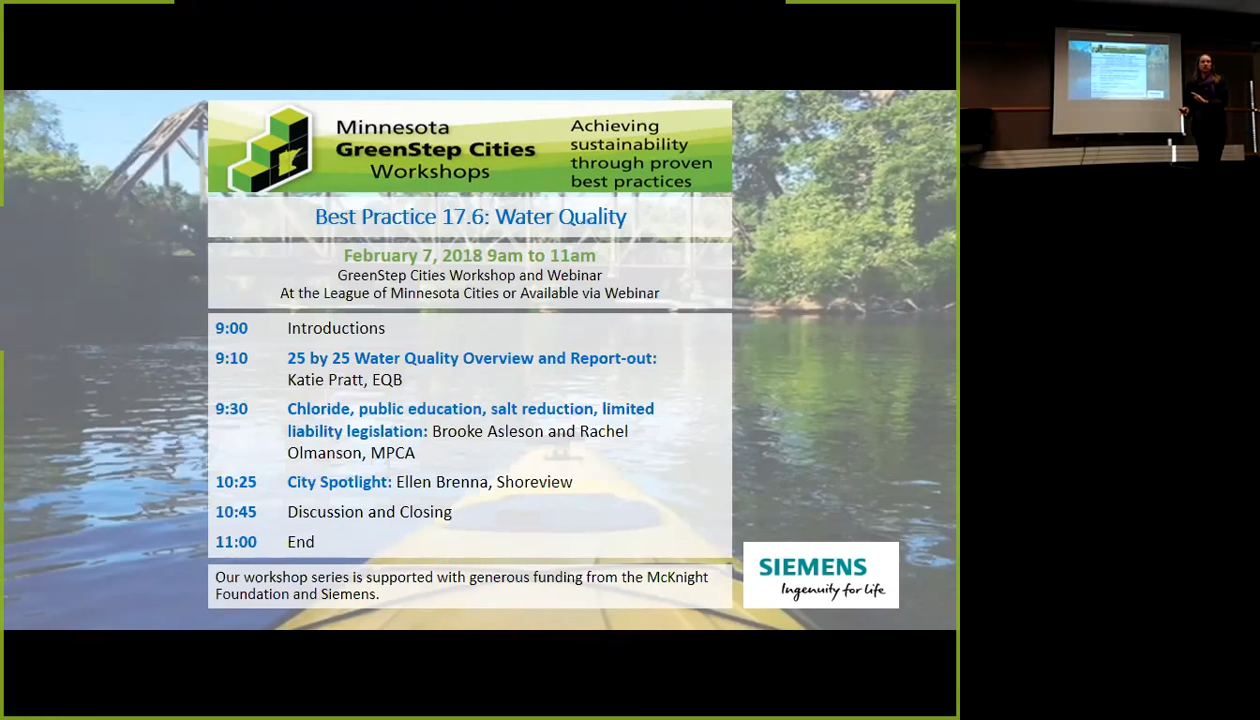 Minnesota
GreenStep Cities
Workshops
Achieving
sustainability
through proven
best practices
Best Practice 17.6: Water Quality
February 7, 2018 9am to 11am
GreenStep Cities Workshop and Webinar
At the League of Minnesota Cities or Available via Webinar
9:00 Introductions
9:10 25 by 25 Water Quality Overview and Report-out:
Katie Pratt, EQB
9:30 Chloride, public education, salt reduction, limited
liability legislation: Brooke Asleson and Rachel
Olmanson, MPCA
10:25 City Spotlight: Ellen Brenna, Shoreview
10:45 Discussion and Closing
11:00 End
Our workshop series is supported with generous funding from the McKnight
Foundation and Siemens.
SIEMENS
Ingenuity for life